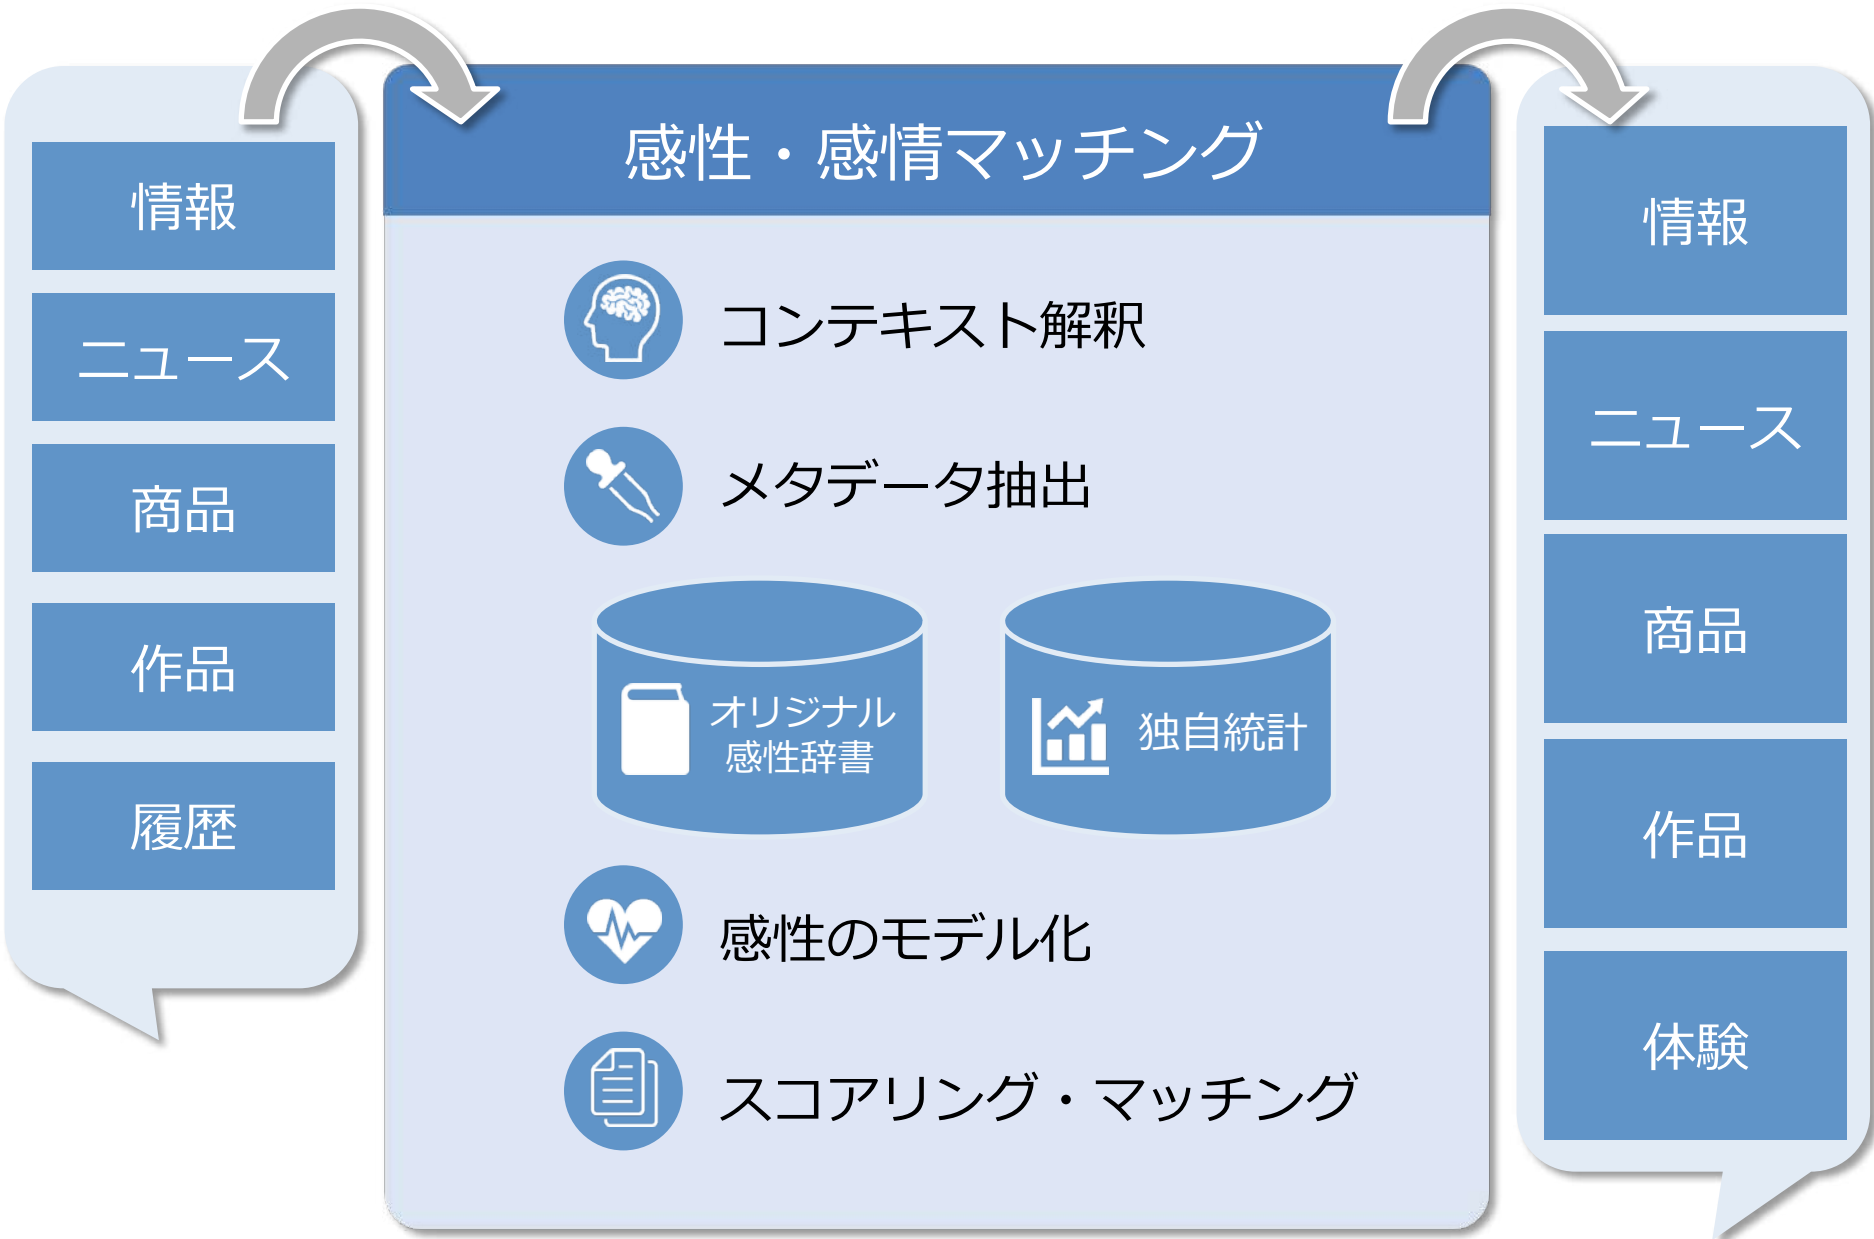 情報
ニュース
商品
作品
履歴
感性・感情マッチング
コンテキスト解釈
メタデータ抽出
オリジナル
感性辞書
独自統計
感性のモデル化
スコアリング・マッチング
情報
ニュース
商品
作品
体験